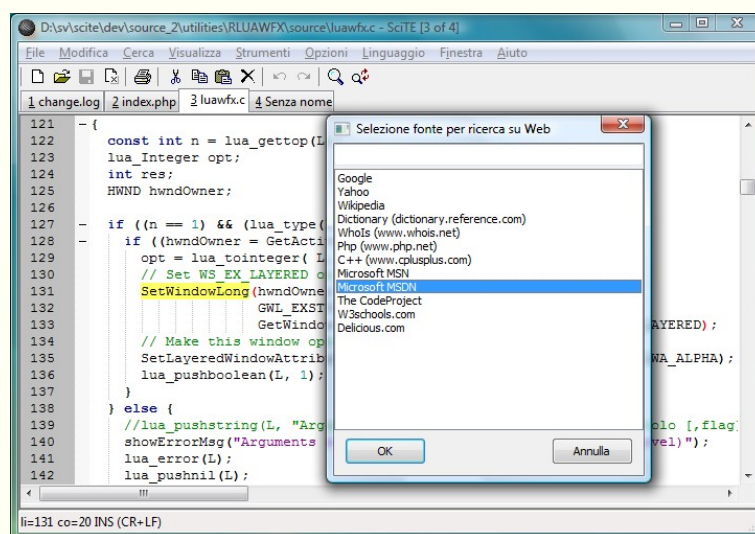 D:\sv\scite\dev\source_2\utilities\RLUAWFX\source\luawfx.c - SciTE [3 of 4]
File Modifica Cerca Visualizza Strumenti Opzioni Linguaggio Finestra Aiuto
1 change.log 2 index.php 3 luawfx.c 4 Senza nome
121 - {
122 const int n = lua_gettop(L
123 lua_Integer opt;
124 int res;
125 HWND hwndOwner;
126
127 - if ((n == 1) && (lua_type(
128 - if ((hwndOwner = GetActi
129 opt = lua_tointeger( L
130 // Set WS_EX_LAYERED o
131 SetWindowLong(hwndOwne
132 GWL_EXST
133 GetWindo AYERED);
134 // Make this window op
135 SetLayeredWindowAttrib WA_ALPHA);
136 lua_pushboolean(L, 1);
137 }
138 } else {
139 //lua_pushstring(L, "Arg olo [,flag]
140 showErrorMsg("Arguments vel)");
141 lua_error(L);
142 lua_pushnil(L);
li=131 co=20 INS (CR+LF)
Selezione fonte per ricerca su Web
Google
Yahoo
Wikipedia
Dictionary (dictionary.reference.com)
WhoIs (www.whois.net)
Php (www.php.net)
C++ (www.cplusplus.com)
Microsoft MSN
Microsoft MSDN
The CodeProject
W3schools.com
Delicious.com
OK Annulla